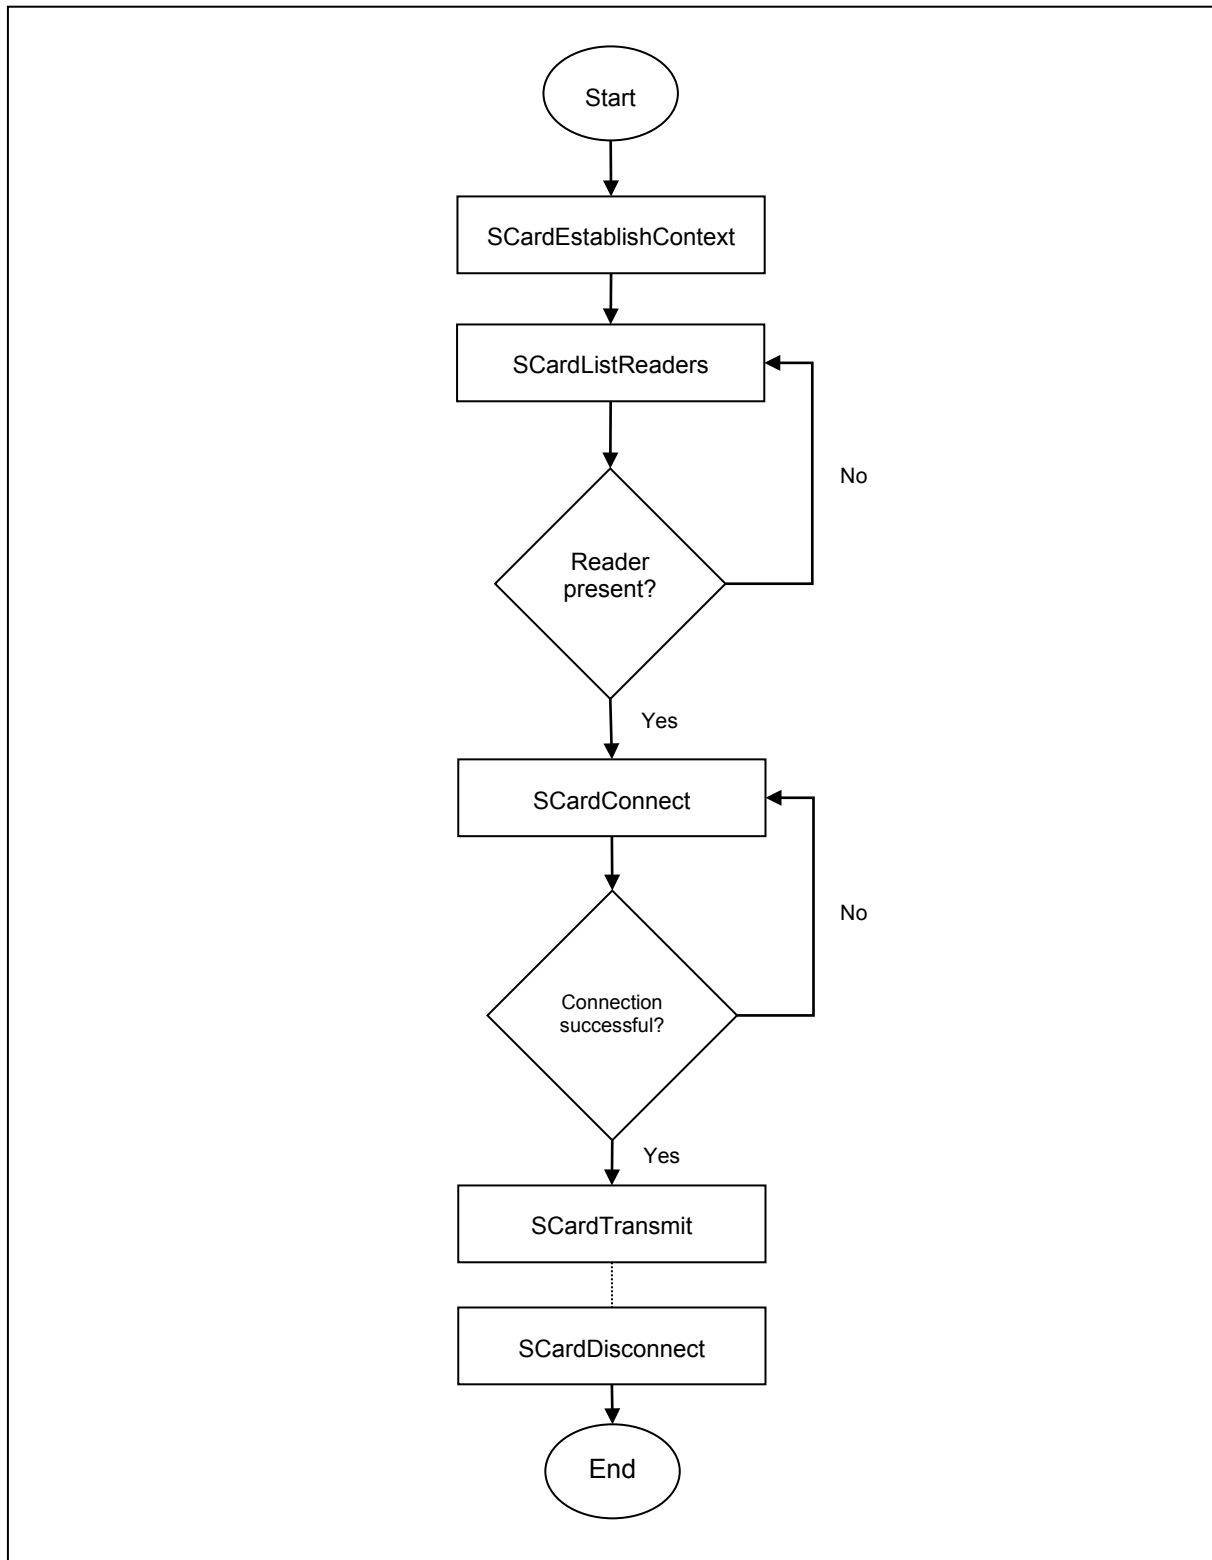 Start
SCardEstablishContext
SCardListReaders
No
Reader
present?
Yes
SCardConnect
No
Connection
successful?
Yes
SCardTransmit
SCardDisconnect
End